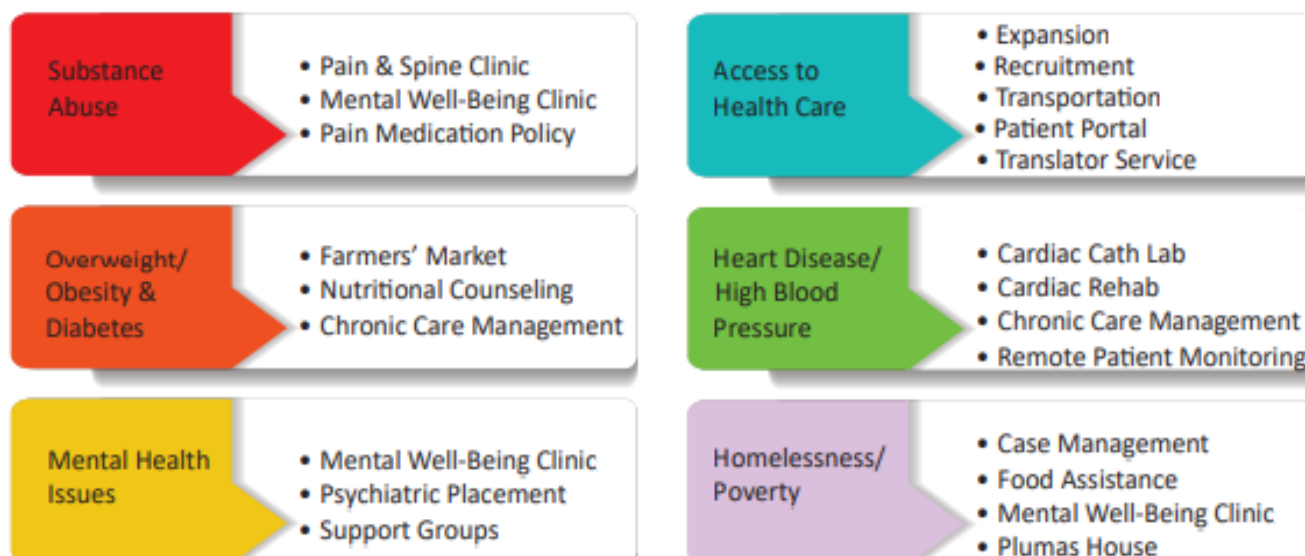 Substance
Abuse
• Pain & Spine Clinic
• Mental Well-Being Clinic
• Pain Medication Policy
Access to
Health Care
• Expansion
• Recruitment
• Transportation
• Patient Portal
• Translator Service
Overweight/
Obesity &
Diabetes
• Farmers’ Market
• Nutritional Counseling
• Chronic Care Management
Heart Disease/
High Blood
Pressure
• Cardiac Cath Lab
• Cardiac Rehab
• Chronic Care Management
• Remote Patient Monitoring
Mental Health
Issues
• Mental Well-Being Clinic
• Psychiatric Placement
• Support Groups
Homelessness/
Poverty
• Case Management
• Food Assistance
• Mental Well-Being Clinic
• Plumas House